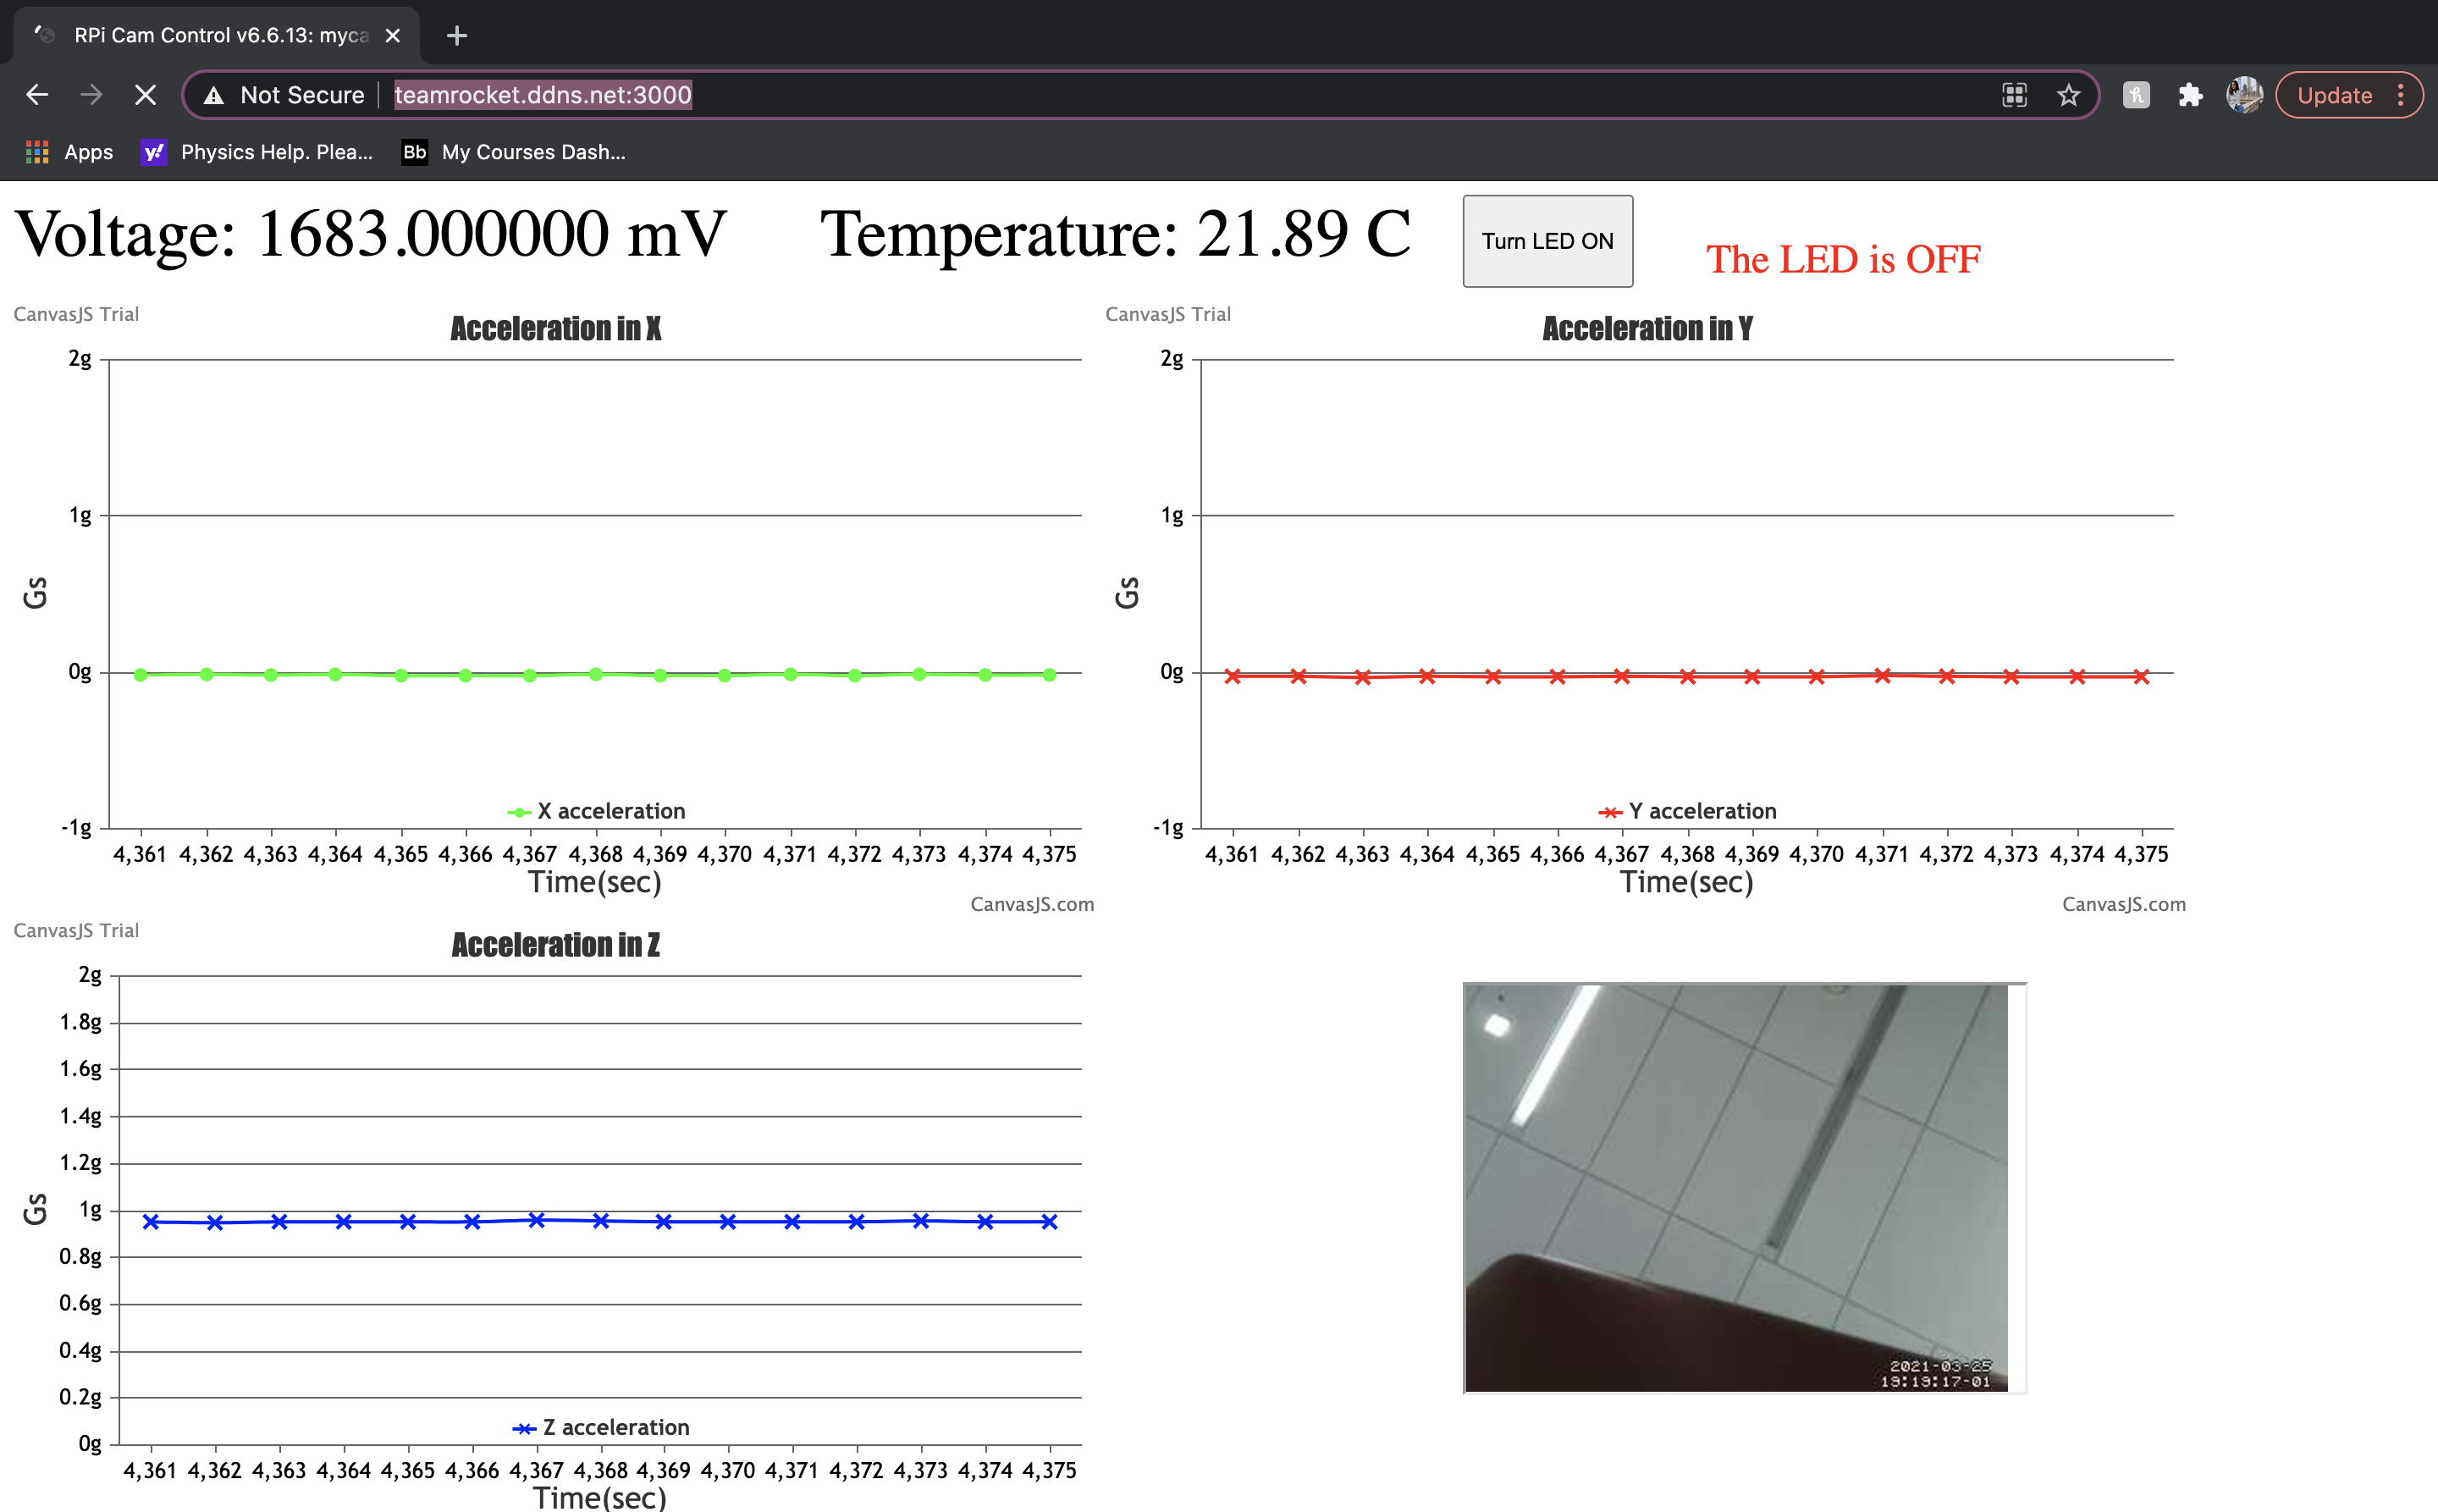 RPi Cam Control v6.6.13: myca
Not Secure teamrocket.ddns.net:3000
Update
Apps
y! Physics Help. Plea...
Bb My Courses Dash...
Voltage: 1683.000000 mV
Temperature: 21.89 C
Turn LED ON
The LED is OFF
CanvasJS Trial
Acceleration in X
2g
1g
0g
-1g
Gs
X acceleration
4,361 4,362 4,363 4,364 4,365 4,366 4,367 4,368 4,369 4,370 4,371 4,372 4,373 4,374 4,375
Time(sec)
CanvasJS.com
CanvasJS Trial
Acceleration in Y
2g
1g
0g
-1g
Gs
Y acceleration
4,361 4,362 4,363 4,364 4,365 4,366 4,367 4,368 4,369 4,370 4,371 4,372 4,373 4,374 4,375
Time(sec)
CanvasJS.com
CanvasJS Trial
Acceleration in Z
2g
1.8g
1.6g
1.4g
1.2g
1g
0.8g
0.6g
0.4g
0.2g
0g
Gs
Z acceleration
4,361 4,362 4,363 4,364 4,365 4,366 4,367 4,368 4,369 4,370 4,371 4,372 4,373 4,374 4,375
Time(sec)
2021-03-25
19:19:17-01